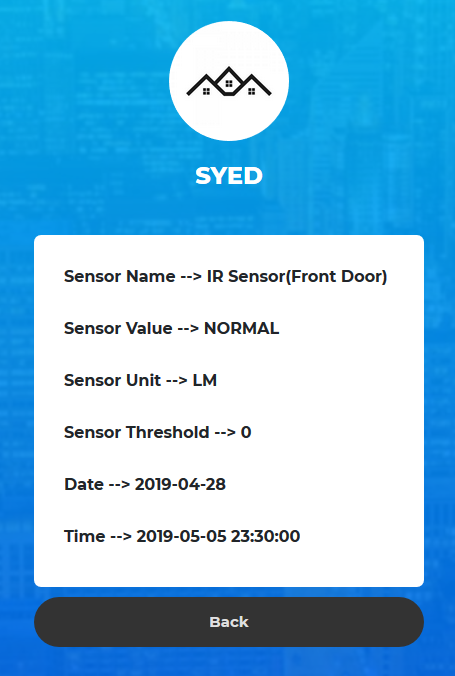 SYED
Sensor Name --> IR Sensor(Front Door)
Sensor Value --> NORMAL
Sensor Unit --> LM
Sensor Threshold --> 0
Date --> 2019-04-28
Time --> 2019-05-05 23:30:00
Back